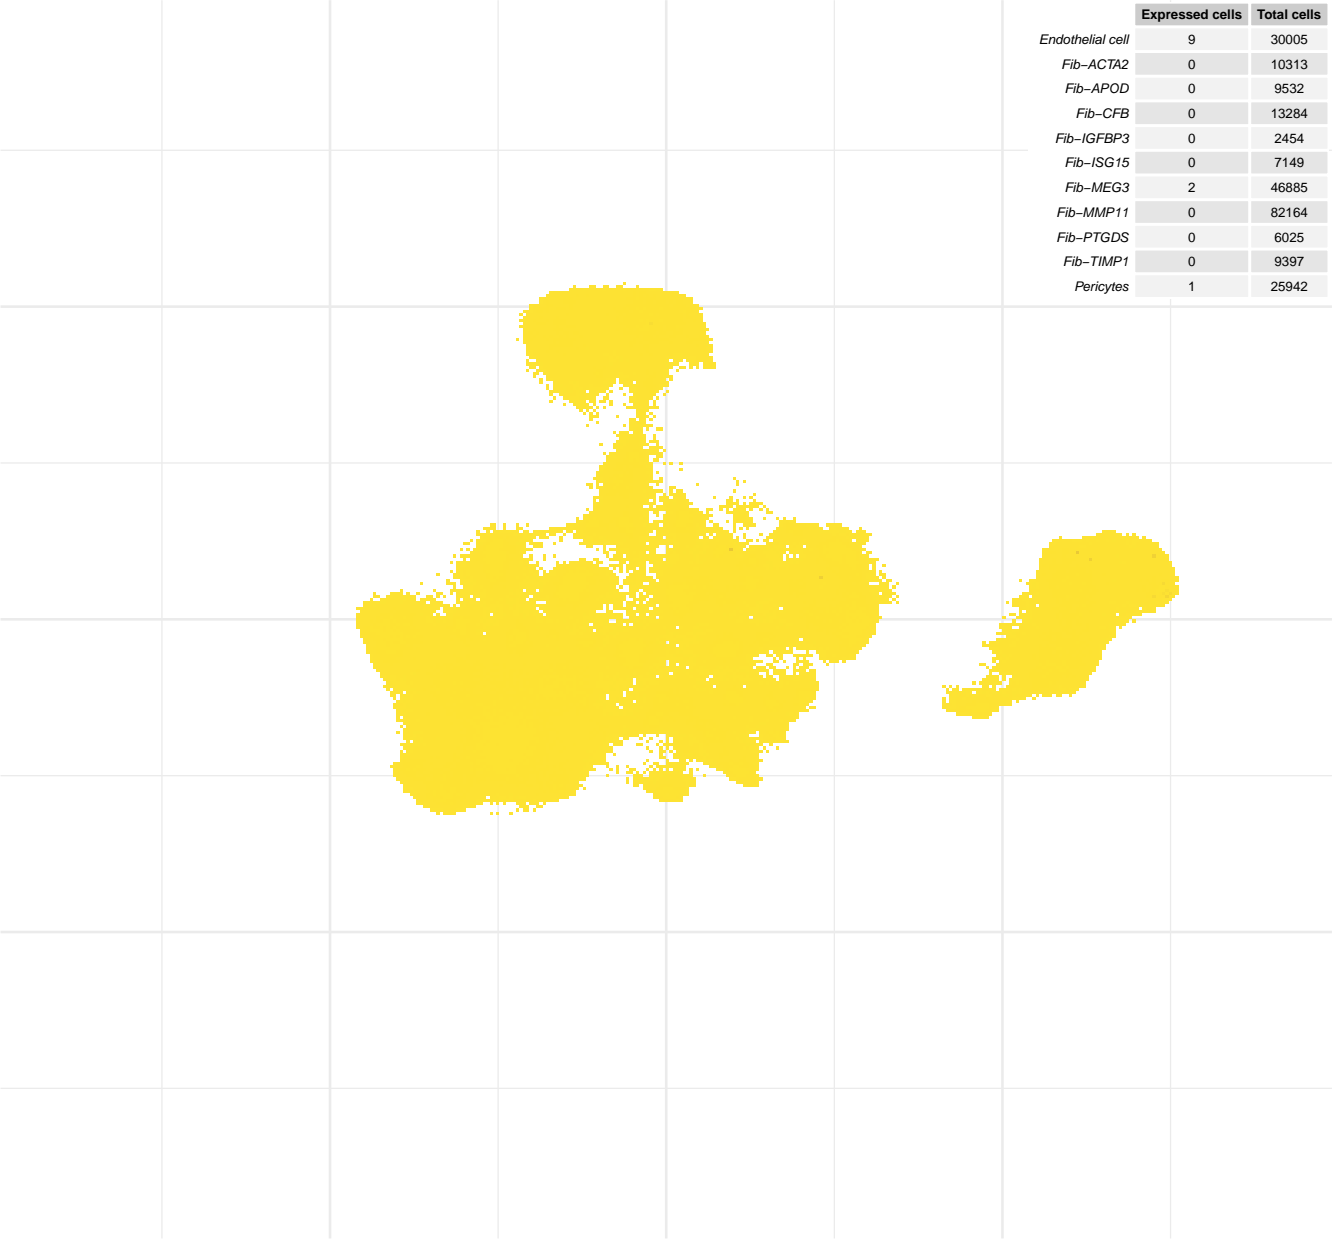 Expressed cells Total cells
Endothelial cell 9 30005
Fib−ACTA2 0 10313
Fib−APOD 0 9532
Fib−CFB 0 13284
Fib−IGFBP3 0 2454
Fib−ISG15 0 7149
Fib−MEG3 2 46885
Fib−MMP11 0 82164
Fib−PTGDS 0 6025
Fib−TIMP1 0 9397
Pericytes 1 25942